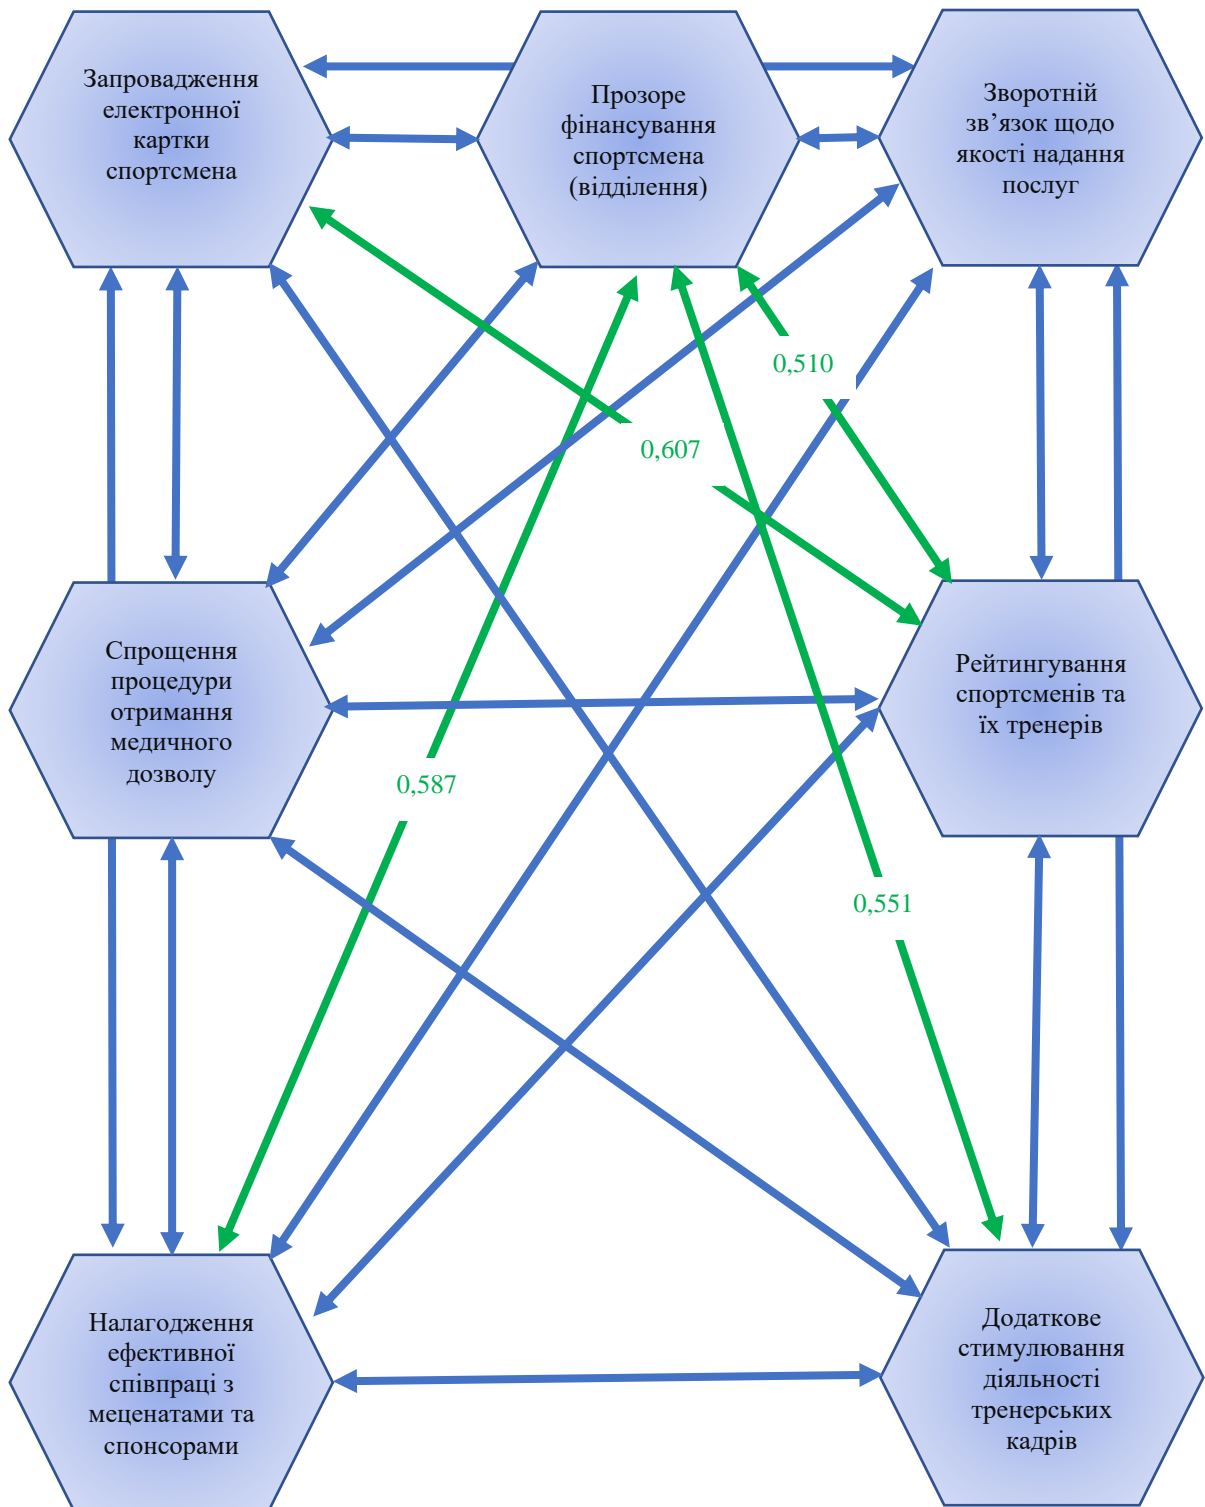 Запровадження
електронної
картки
спортсмена
Прозоре
фінансування
спортсмена
(відділення)
Зворотній
зв’язок щодо
якості надання
послуг
0,510
0,607
Спрощення
процедури
отримання
медичного
дозволу
Рейтингування
спортсменів та
їх тренерів
0,587
0,551
Налагодження
ефективної
співпраці з
меценатами та
спонсорами
Додаткове
стимулювання
діяльності
тренерських
кадрів